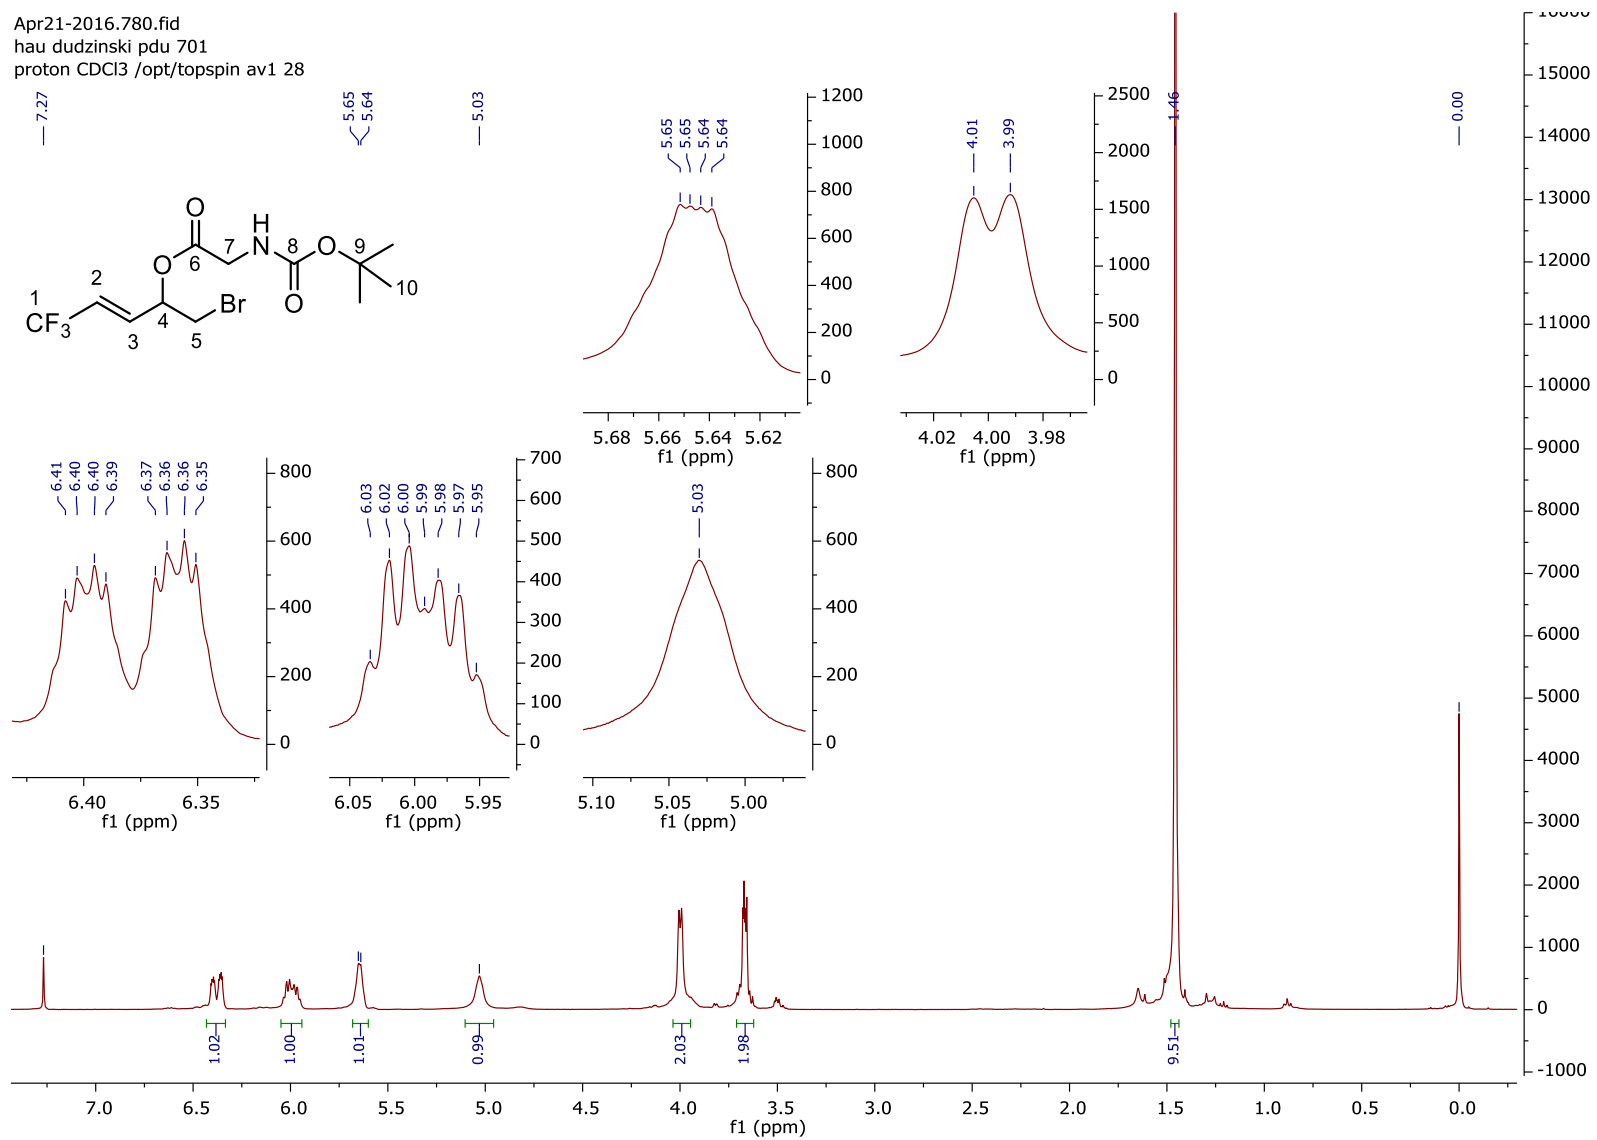 Apr21-2016.780.fid
hau dudzinski pdu 701
proton CDCl3 /opt/topspin av1 28
7.27
5.65
5.64
5.03
1.46
0.00
O
H
N
7
8
O
9
6
O
O
10
2
1
CF3
3
4
Br
5
5.65 5.65 5.64 5.64
1200
1000
800
600
400
200
0
5.68 5.66 5.64 5.62
f1 (ppm)
4.01 3.99
2500
2000
1500
1000
500
0
4.02 4.00 3.98
f1 (ppm)
6.41 6.40 6.40 6.39 6.37 6.36 6.36 6.35
800
600
400
200
0
6.40 6.35
f1 (ppm)
6.03 6.02 6.00 5.99 5.98 5.97 5.95
700
600
500
400
300
200
100
0
6.05 6.00 5.95
f1 (ppm)
5.03
800
600
400
200
0
5.10 5.05 5.00
f1 (ppm)
16000
15000
14000
13000
12000
11000
10000
9000
8000
7000
6000
5000
4000
3000
2000
1000
0
-1000
1.02 1.00 1.01 0.99 2.03 1.98 9.51
7.0 6.5 6.0 5.5 5.0 4.5 4.0 3.5 3.0 2.5 2.0 1.5 1.0 0.5 0.0
f1 (ppm)